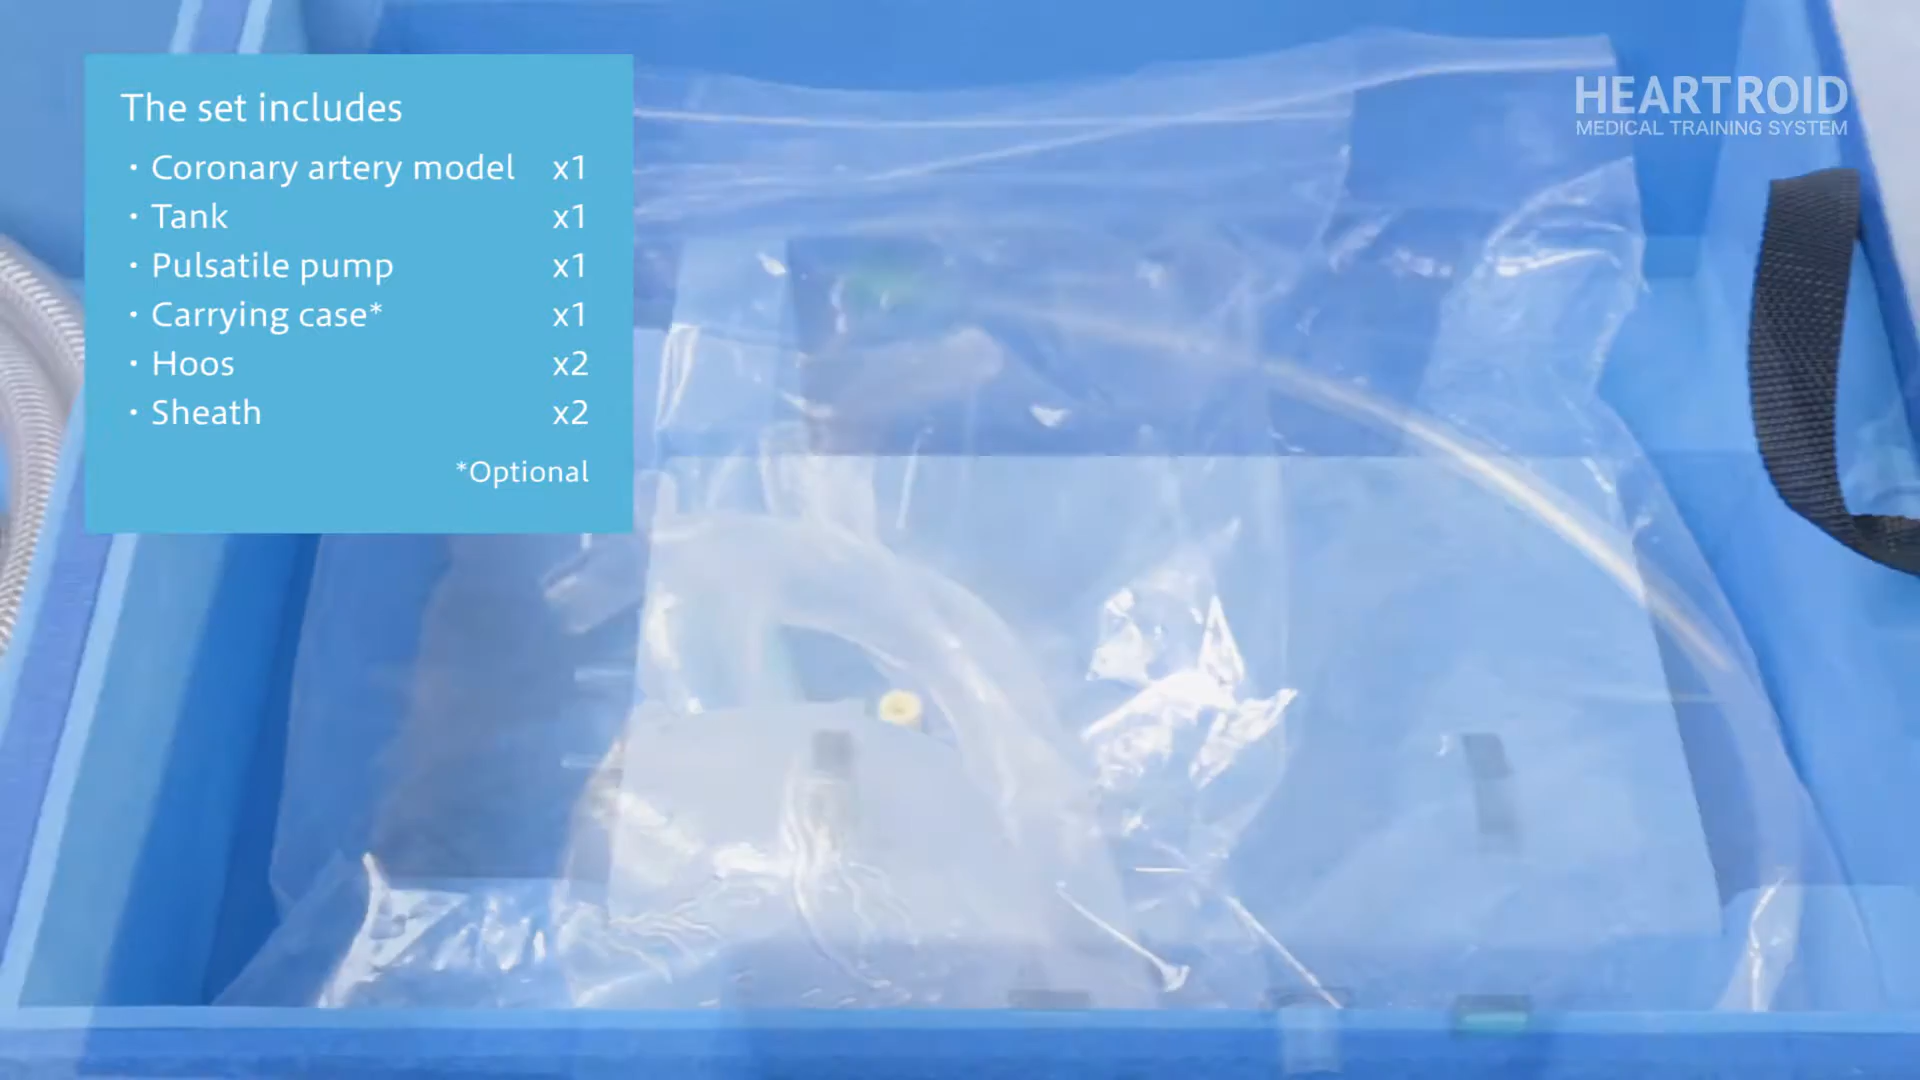 The set includes
・Coronary artery model x1
・Tank x1
・Pulsatile pump x1
・Carrying case* x1
・Hoos x2
・Sheath x2
*Optional
HEARTROID
MEDICAL TRAINING SYSTEM